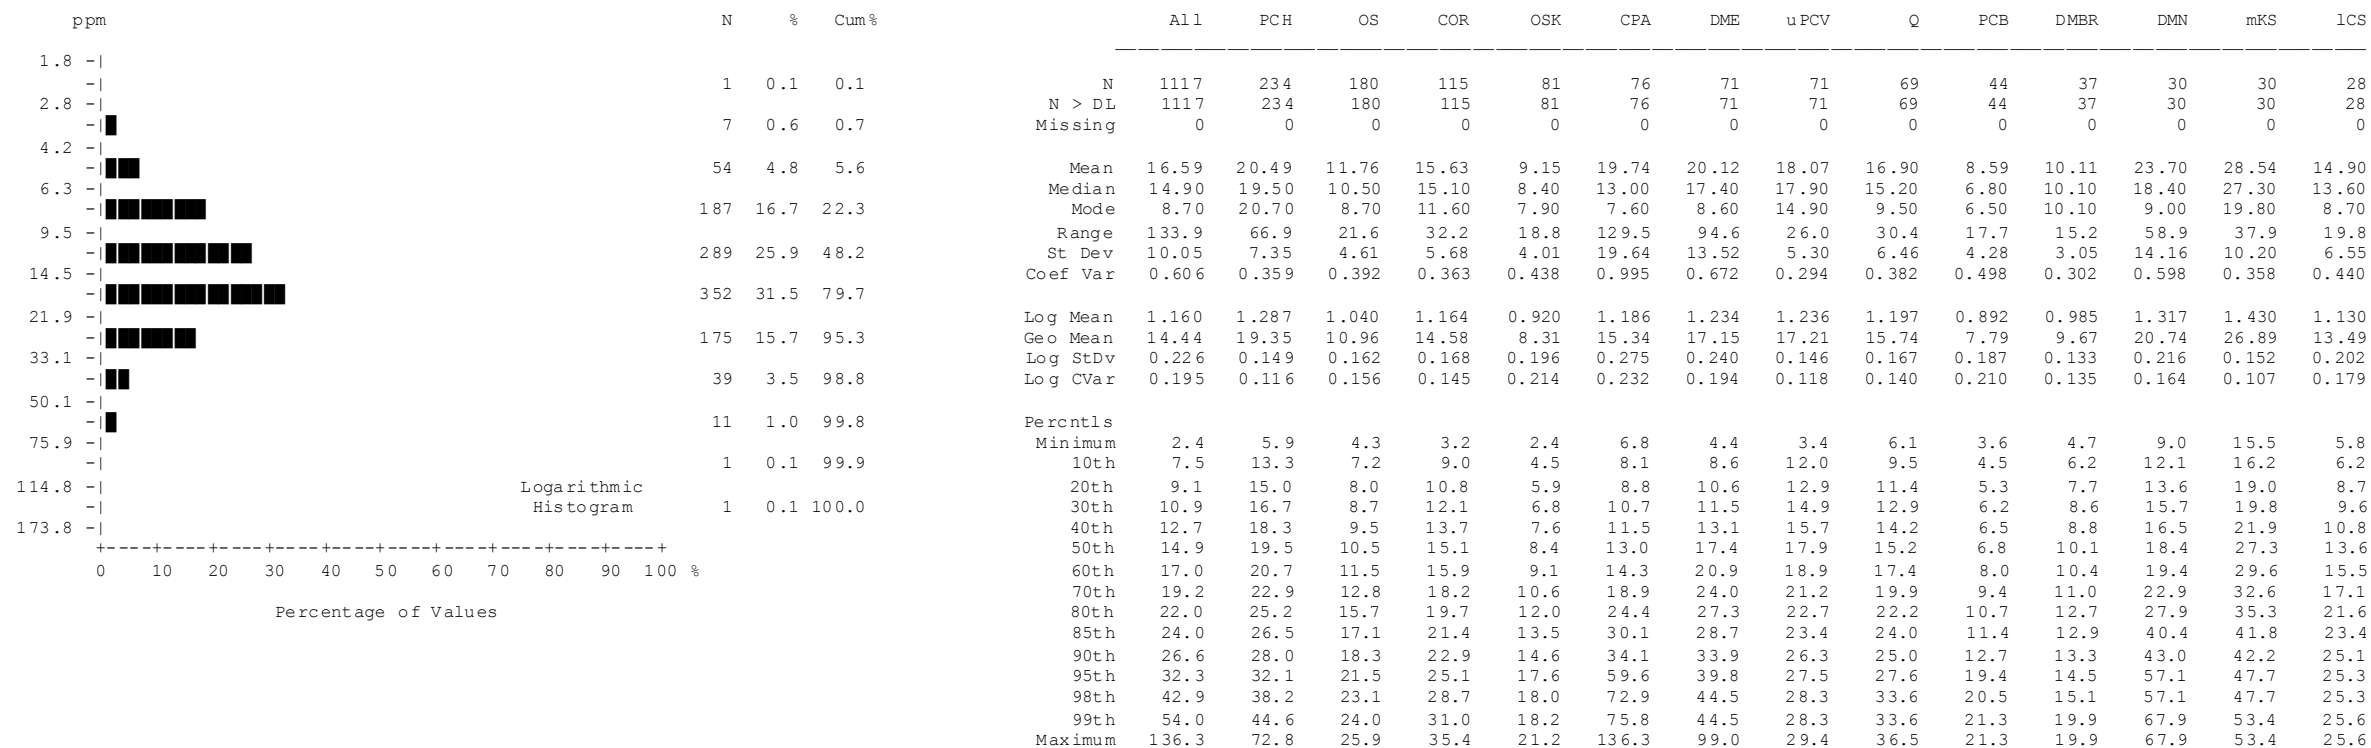 ppm N % Cum% All PCH OS COR OSK CPA DME uPCV Q PCB DMBR DMN mKS lCS
1.8 -|
-| 1 0.1 0.1 N 1117 234 180 115 81 76 71 71 69 44 37 30 30 28
2.8 -| N > DL 1117 234 180 115 81 76 71 71 69 44 37 30 30 28
-| 7 0.6 0.7 Missing 0 0 0 0 0 0 0 0 0 0 0 0 0 0
4.2 -|
-| 54 4.8 5.6 Mean 16.59 20.49 11.76 15.63 9.15 19.74 20.12 18.07 16.90 8.59 10.11 23.70 28.54 14.90
6.3 -| Median 14.90 19.50 10.50 15.10 8.40 13.00 17.40 17.90 15.20 6.80 10.10 18.40 27.30 13.60
-| 187 16.7 22.3 Mode 8.70 20.70 8.70 11.60 7.90 7.60 8.60 14.90 9.50 6.50 10.10 9.00 19.80 8.70
9.5 -| Range 133.9 66.9 21.6 32.2 18.8 129.5 94.6 26.0 30.4 17.7 15.2 58.9 37.9 19.8
-| 289 25.9 48.2 St Dev 10.05 7.35 4.61 5.68 4.01 19.64 13.52 5.30 6.46 4.28 3.05 14.16 10.20 6.55
14.5 -| Coef Var 0.606 0.359 0.392 0.363 0.438 0.995 0.672 0.294 0.382 0.498 0.302 0.598 0.358 0.440
-| 352 31.5 79.7
21.9 -| Log Mean 1.160 1.287 1.040 1.164 0.920 1.186 1.234 1.236 1.197 0.892 0.985 1.317 1.430 1.130
-| 175 15.7 95.3 Geo Mean 14.44 19.35 10.96 14.58 8.31 15.34 17.15 17.21 15.74 7.79 9.67 20.74 26.89 13.49
33.1 -| Log StDv 0.226 0.149 0.162 0.168 0.196 0.275 0.240 0.146 0.167 0.187 0.133 0.216 0.152 0.202
-| 39 3.5 98.8 Log CVar 0.195 0.116 0.156 0.145 0.214 0.232 0.194 0.118 0.140 0.210 0.135 0.164 0.107 0.179
50.1 -|
-| 11 1.0 99.8 Percntls
75.9 -| Minimum 2.4 5.9 4.3 3.2 2.4 6.8 4.4 3.4 6.1 3.6 4.7 9.0 15.5 5.8
-| 1 0.1 99.9 10th 7.5 13.3 7.2 9.0 4.5 8.1 8.6 12.0 9.5 4.5 6.2 12.1 16.2 6.2
114.8 -| Logarithmic 20th 9.1 15.0 8.0 10.8 5.9 8.8 10.6 12.9 11.4 5.3 7.7 13.6 19.0 8.7
-| Histogram 1 0.1 100.0 30th 10.9 16.7 8.7 12.1 6.8 10.7 11.5 14.9 12.9 6.2 8.6 15.7 19.8 9.6
173.8 -| 40th 12.7 18.3 9.5 13.7 7.6 11.5 13.1 15.7 14.2 6.5 8.8 16.5 21.9 10.8
+----+----+----+----+----+----+----+----+----+----+ 50th 14.9 19.5 10.5 15.1 8.4 13.0 17.4 17.9 15.2 6.8 10.1 18.4 27.3 13.6
0 10 20 30 40 50 60 70 80 90 100 % 60th 17.0 20.7 11.5 15.9 9.1 14.3 20.9 18.9 17.4 8.0 10.4 19.4 29.6 15.5
70th 19.2 22.9 12.8 18.2 10.6 18.9 24.0 21.2 19.9 9.4 11.0 22.9 32.6 17.1
Percentage of Values 80th 22.0 25.2 15.7 19.7 12.0 24.4 27.3 22.7 22.2 10.7 12.7 27.9 35.3 21.6
85th 24.0 26.5 17.1 21.4 13.5 30.1 28.7 23.4 24.0 11.4 12.9 40.4 41.8 23.4
90th 26.6 28.0 18.3 22.9 14.6 34.1 33.9 26.3 25.0 12.7 13.3 43.0 42.2 25.1
95th 32.3 32.1 21.5 25.1 17.6 59.6 39.8 27.5 27.6 19.4 14.5 57.1 47.7 25.3
98th 42.9 38.2 23.1 28.7 18.0 72.9 44.5 28.3 33.6 20.5 15.1 57.1 47.7 25.3
99th 54.0 44.6 24.0 31.0 18.2 75.8 44.5 28.3 33.6 21.3 19.9 67.9 53.4 25.6
Maximum 136.3 72.8 25.9 35.4 21.2 136.3 99.0 29.4 36.5 21.3 19.9 67.9 53.4 25.6